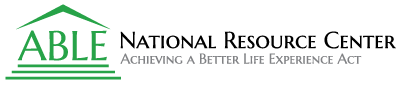 ABLE
National Resource Center
Achieving a Better Life Experience Act